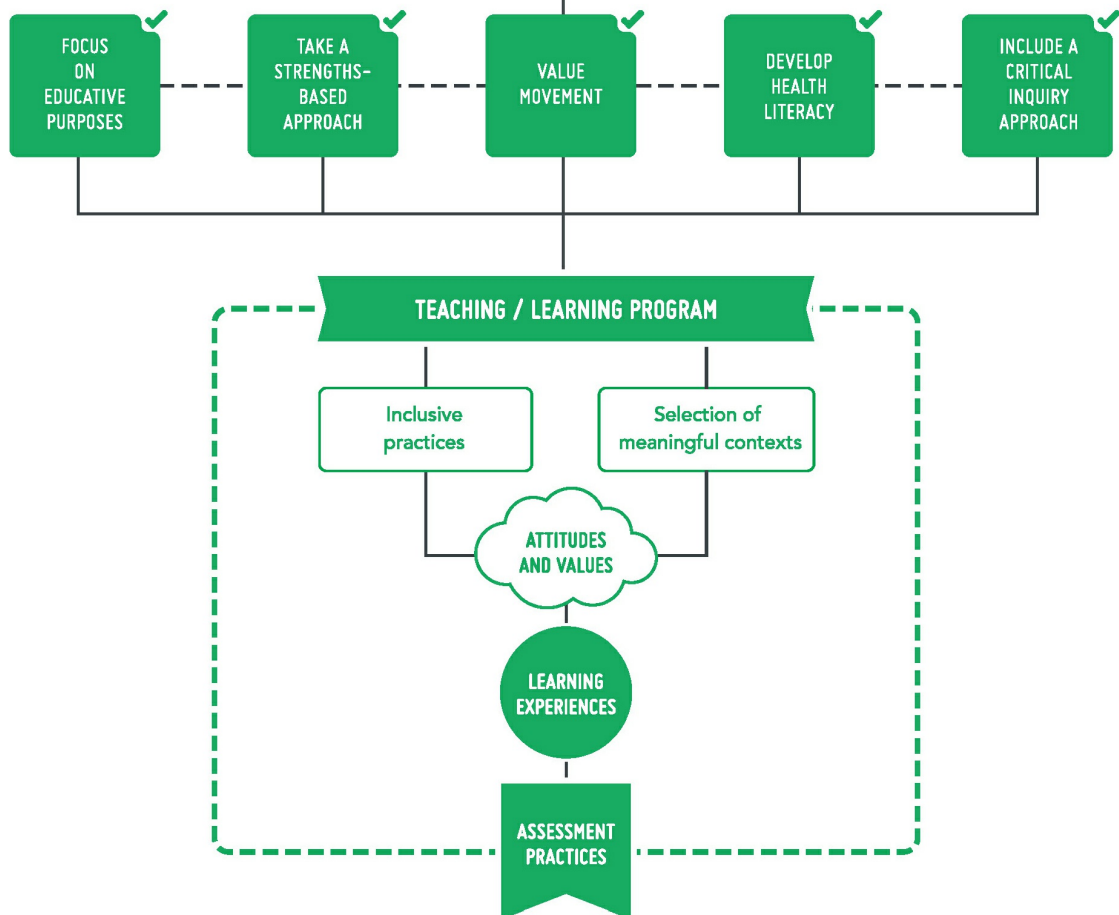 FOCUS
ON
EDUCATIVE
PURPOSES
TAKE A
STRENGTHS-
BASED
APPROACH
VALUE
MOVEMENT
DEVELOP
HEALTH
LITERACY
INCLUDE A
CRITICAL
INQUIRY
APPROACH
TEACHING / LEARNING PROGRAM
Inclusive
practices
Selection of
meaningful contexts
ATTITUDES
AND VALUES
LEARNING
EXPERIENCES
ASSESSMENT
PRACTICES